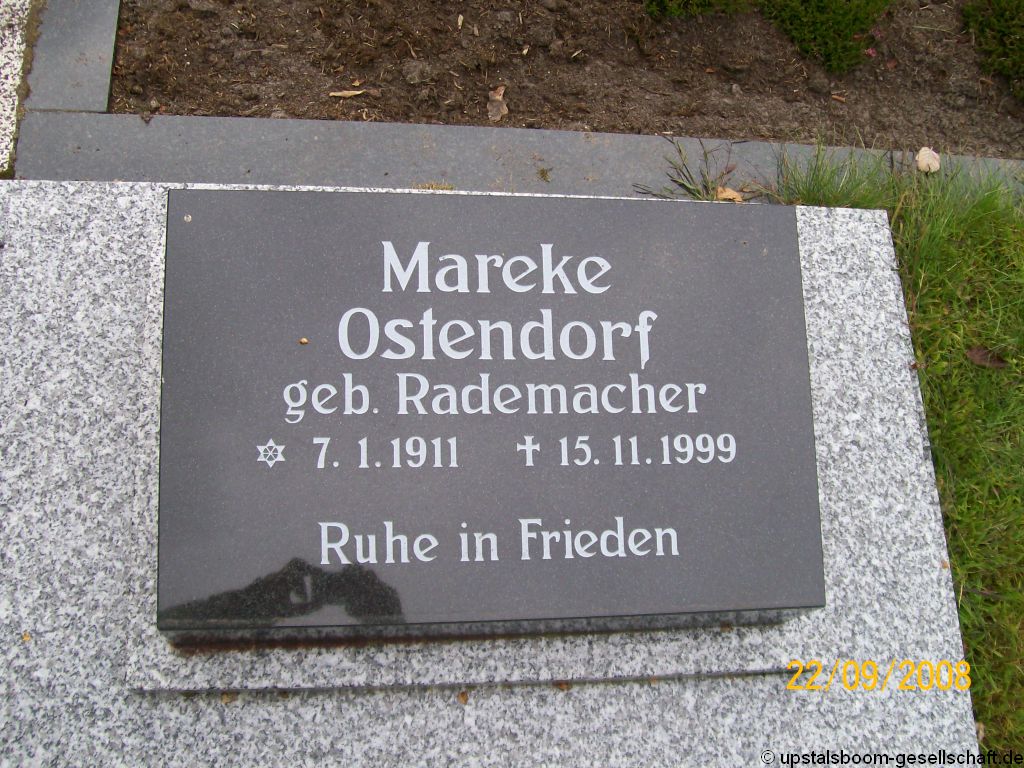 Mareke
Ostendorf
geb. Rademacher
✡ 7. 1. 1911 ✝ 15. 11. 1999
Ruhe in Frieden
22/09/2008
© upstalsboom-gesellschaft.de